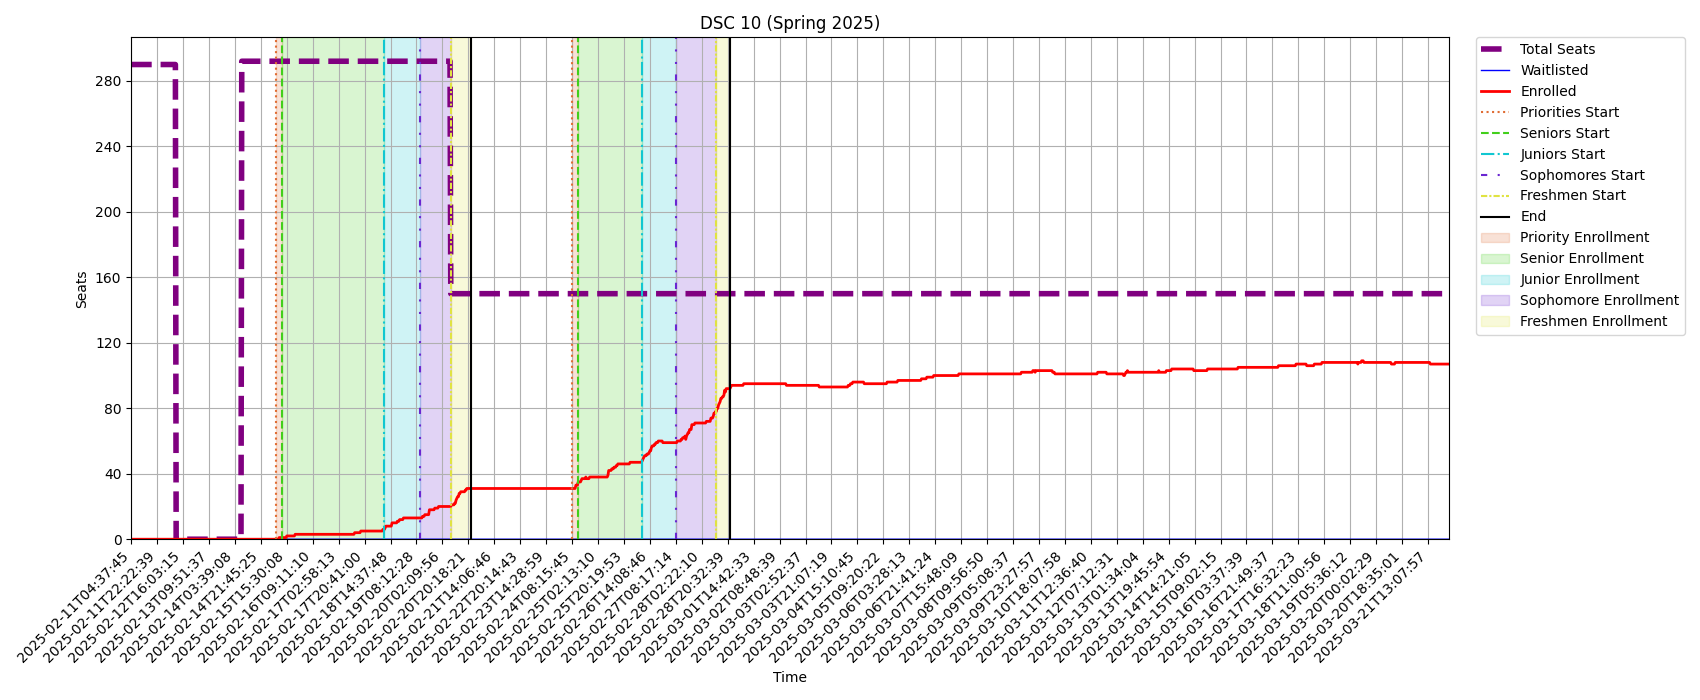 DSC 10 (Spring 2025)
Seats
280
240
200
160
120
80
40
0
2025-02-11T04:37:45
2025-02-11T22:22:39
2025-02-12T16:03:15
2025-02-13T09:51:37
2025-02-14T03:39:08
2025-02-14T21:45:23
2025-02-15T15:30:08
2025-02-16T09:11:10
2025-02-17T02:58:13
2025-02-17T20:41:00
2025-02-18T14:37:48
2025-02-19T08:12:28
2025-02-20T02:09:56
2025-02-20T20:18:21
2025-02-21T14:06:46
2025-02-22T10:14:43
2025-02-23T14:28:59
2025-02-24T08:15:45
2025-02-25T02:13:10
2025-02-25T20:19:53
2025-02-26T14:08:46
2025-02-27T08:17:14
2025-02-28T02:22:10
2025-02-28T20:32:39
2025-03-01T14:42:33
2025-03-02T08:48:39
2025-03-03T02:52:37
2025-03-03T21:07:19
2025-03-04T15:10:45
2025-03-05T09:20:22
2025-03-06T03:28:13
2025-03-06T21:41:24
2025-03-07T15:48:09
2025-03-08T09:56:50
2025-03-09T05:08:37
2025-03-09T23:27:57
2025-03-10T18:07:58
2025-03-11T12:36:40
2025-03-12T07:12:31
2025-03-13T01:34:04
2025-03-13T19:45:54
2025-03-14T14:21:05
2025-03-15T09:02:15
2025-03-16T03:37:39
2025-03-16T21:49:37
2025-03-17T16:32:23
2025-03-18T11:00:56
2025-03-19T05:36:12
2025-03-20T00:02:29
2025-03-20T18:35:01
2025-03-21T13:07:57
Time
Total Seats
Waitlisted
Enrolled
Priorities Start
Seniors Start
Juniors Start
Sophomores Start
Freshmen Start
End
Priority Enrollment
Senior Enrollment
Junior Enrollment
Sophomore Enrollment
Freshmen Enrollment